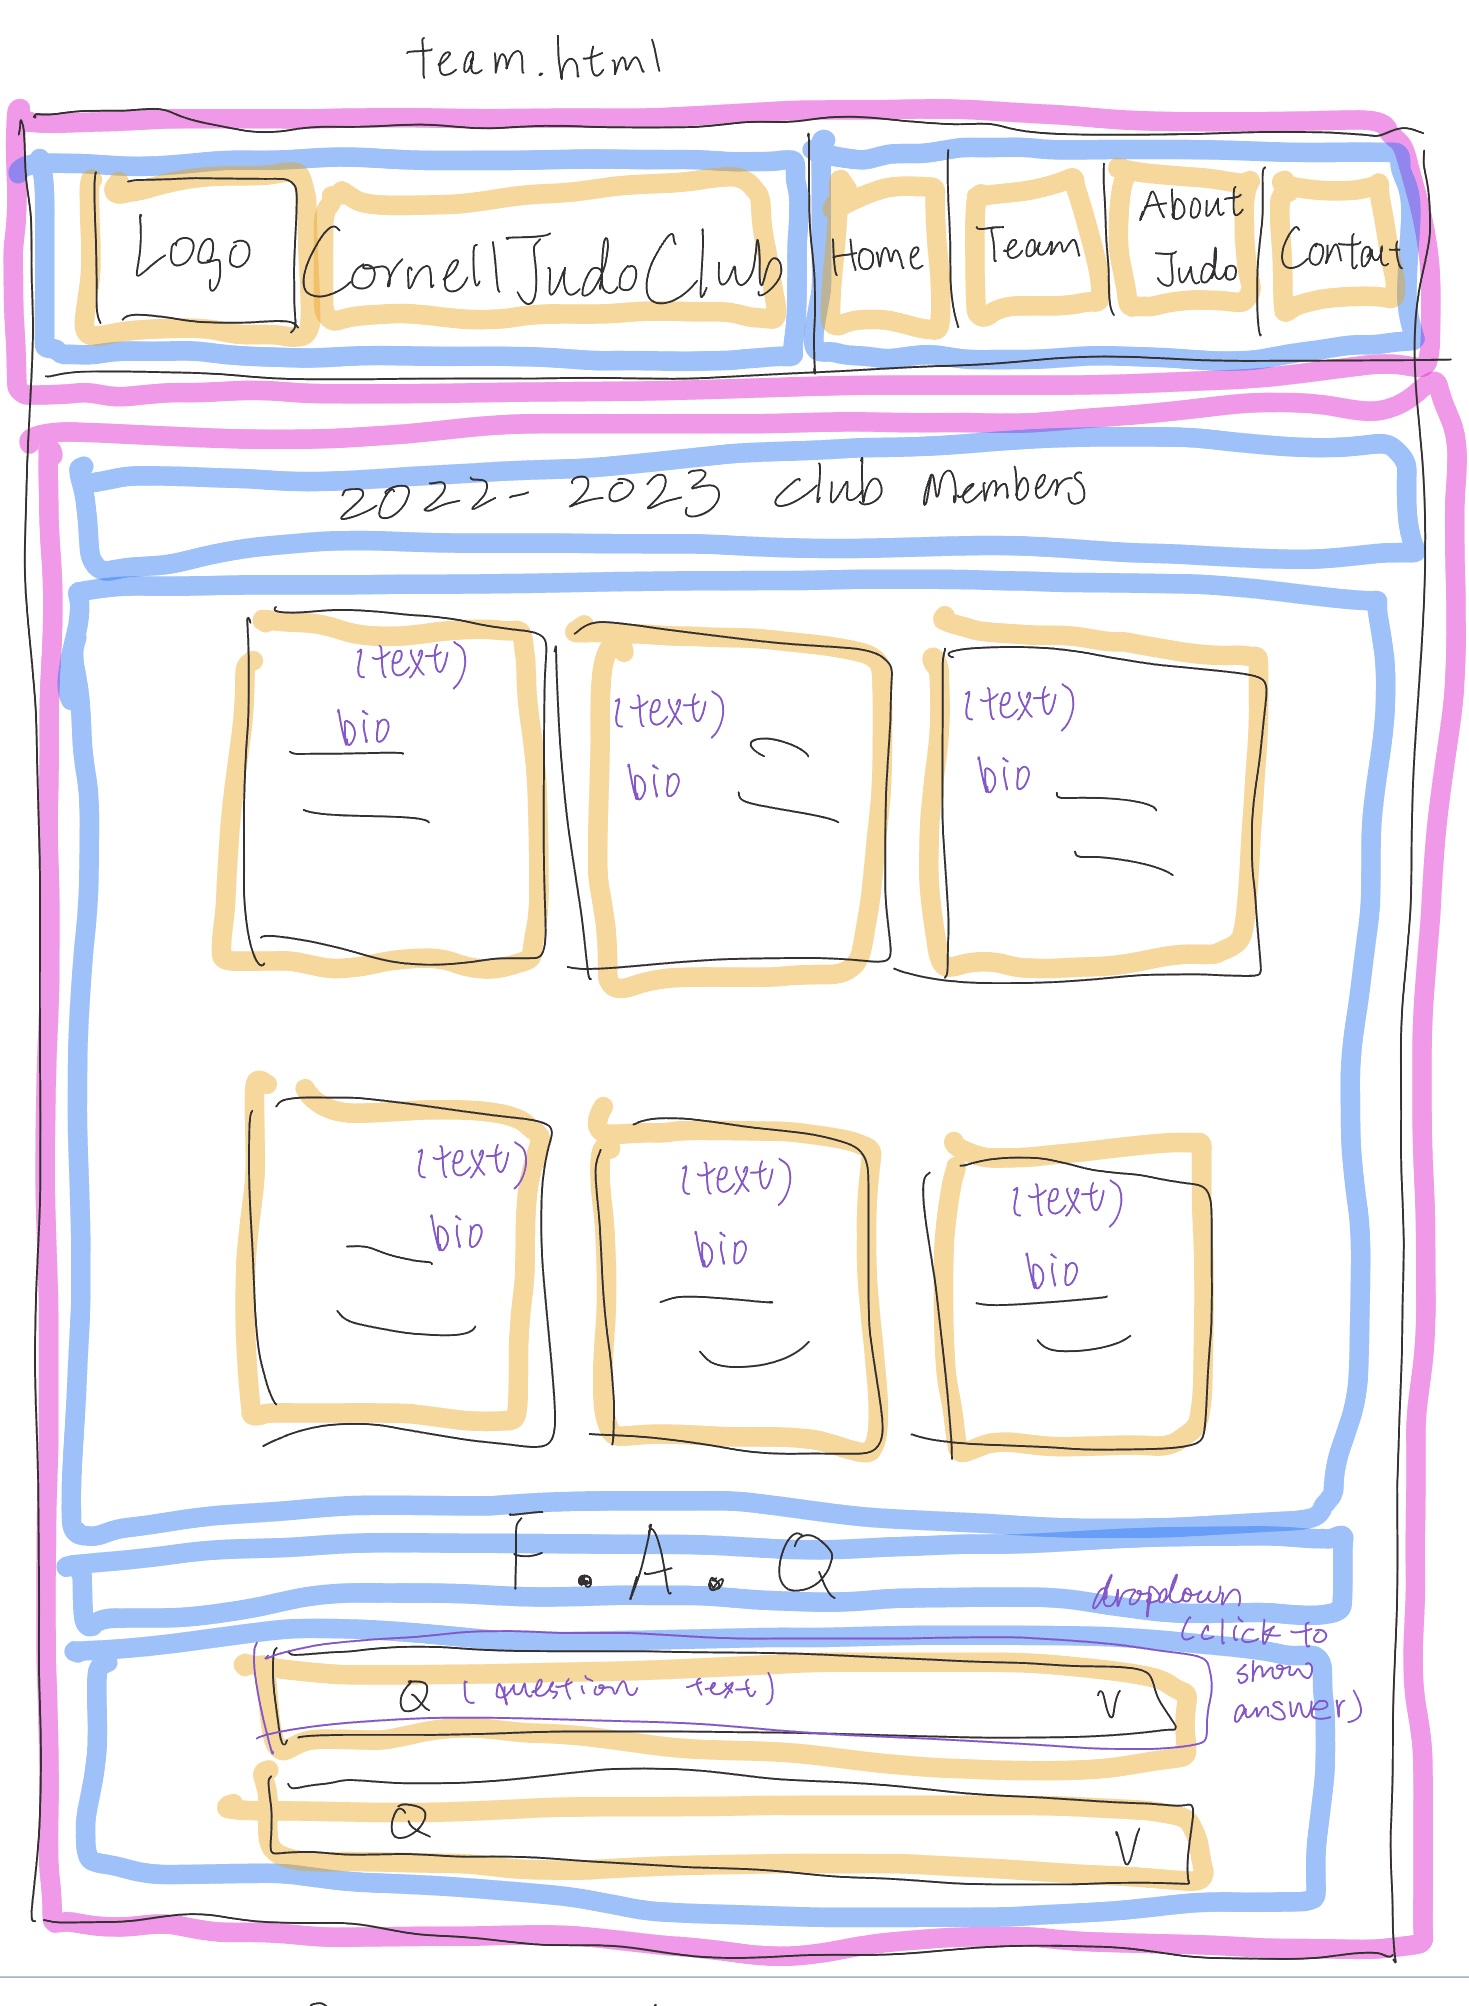 team.html
Logo
Cornell Judo Club
Home
Team
About
Judo
Contact
2022-2023 Club Members
(text)
bio
(text)
bio
(text)
bio
(text)
bio
(text)
bio
(text)
bio
F.A.Q
dropdown
(click to
show
answer)
Q (question text) V
Q V